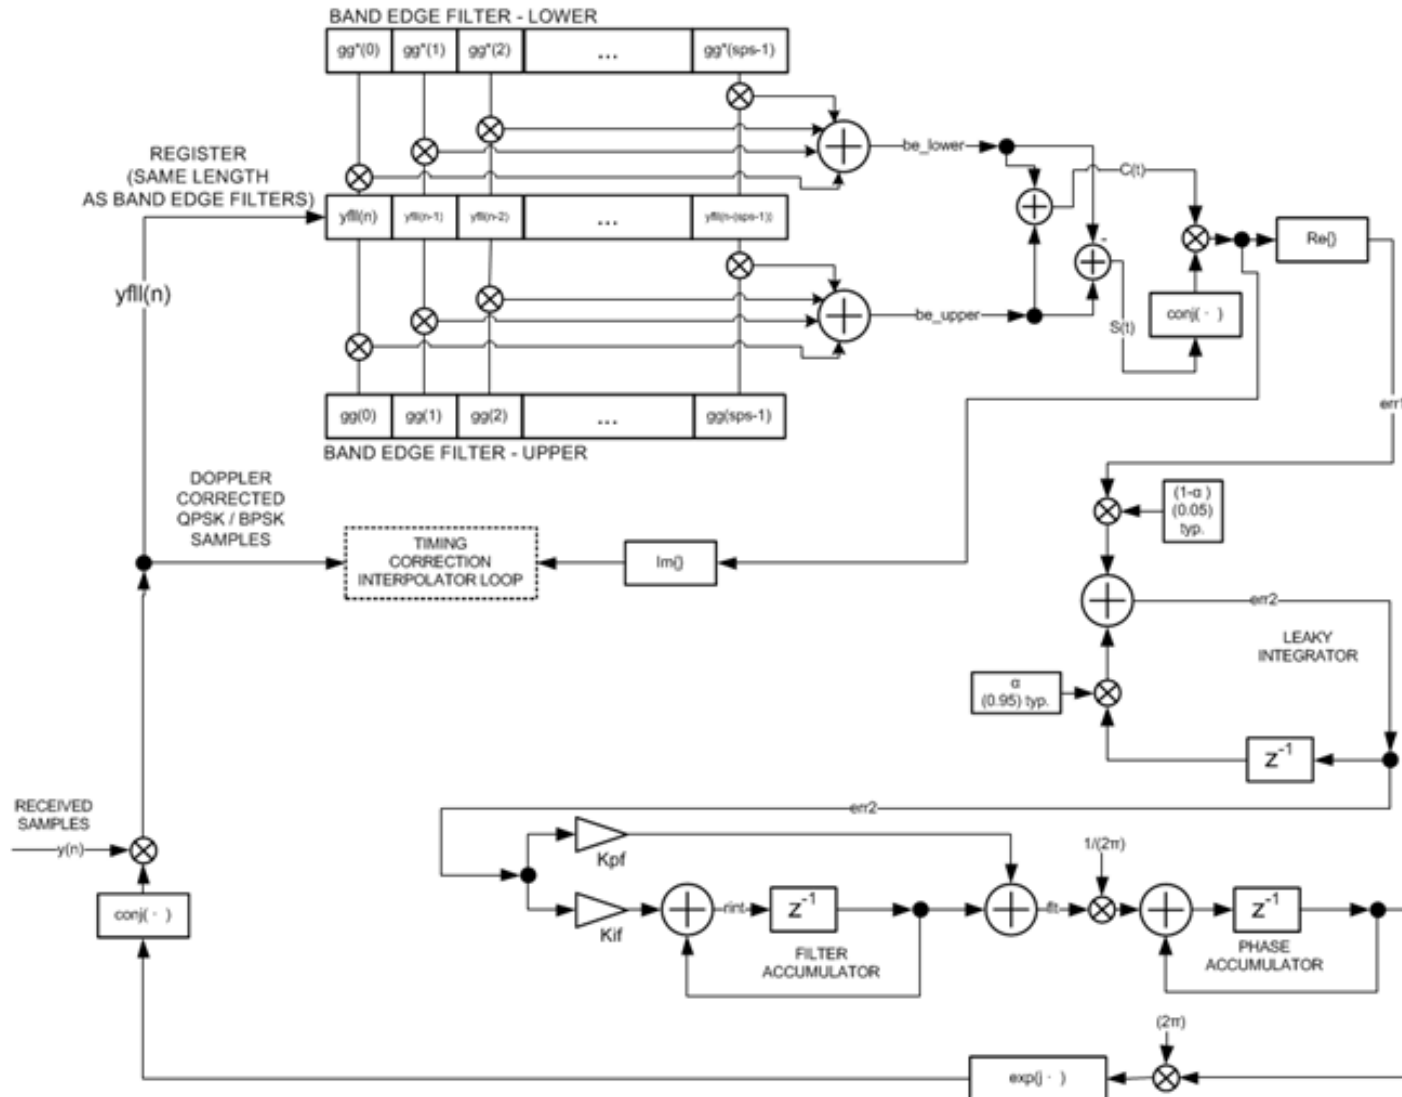 BAND EDGE FILTER - LOWER
gg*(0) gg*(1) gg*(2) ... gg*(sps-1)
REGISTER
(SAME LENGTH
AS BAND EDGE FILTERS)
yfll(n) yfll(n-1) yfll(n-2) ... yfll(n-(sps-1))
be_lower
C(t)
-
Re{}
yfll(n)
be_upper
S(t)
conj( · )
gg(0) gg(1) gg(2) ... gg(sps-1)
BAND EDGE FILTER - UPPER
err1
DOPPLER
CORRECTED
QPSK / BPSK
SAMPLES
(1-α )
(0.05)
typ.
TIMING
CORRECTION
INTERPOLATOR LOOP
Im{}
err2
LEAKY
INTEGRATOR
α
(0.95) typ.
z-1
RECEIVED
SAMPLES
y(n)
err2
Kpf
1/(2π)
conj( · )
Kif
rint
z-1
flt
z-1
FILTER
ACCUMULATOR
PHASE
ACCUMULATOR
(2π)
exp(j · )